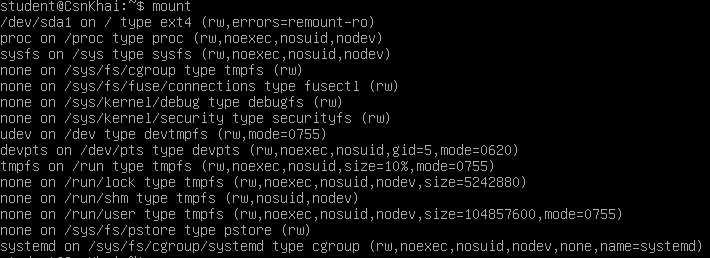 student@CsnKhai:~$ mount
/dev/sda1 on / type ext4 (rw,errors=remount-ro)
proc on /proc type proc (rw,noexec,nosuid,nodev)
sysfs on /sys type sysfs (rw,noexec,nosuid,nodev)
none on /sys/fs/cgroup type tmpfs (rw)
none on /sys/fs/fuse/connections type fusectl (rw)
none on /sys/kernel/debug type debugfs (rw)
none on /sys/kernel/security type securityfs (rw)
udev on /dev type devtmpfs (rw,mode=0755)
devpts on /dev/pts type devpts (rw,noexec,nosuid,gid=5,mode=0620)
tmpfs on /run type tmpfs (rw,noexec,nosuid,size=10%,mode=0755)
none on /run/lock type tmpfs (rw,noexec,nosuid,nodev,size=5242880)
none on /run/shm type tmpfs (rw,nosuid,nodev)
none on /run/user type tmpfs (rw,noexec,nosuid,nodev,size=104857600,mode=0755)
none on /sys/fs/pstore type pstore (rw)
systemd on /sys/fs/cgroup/systemd type cgroup (rw,noexec,nosuid,nodev,none,name=systemd)